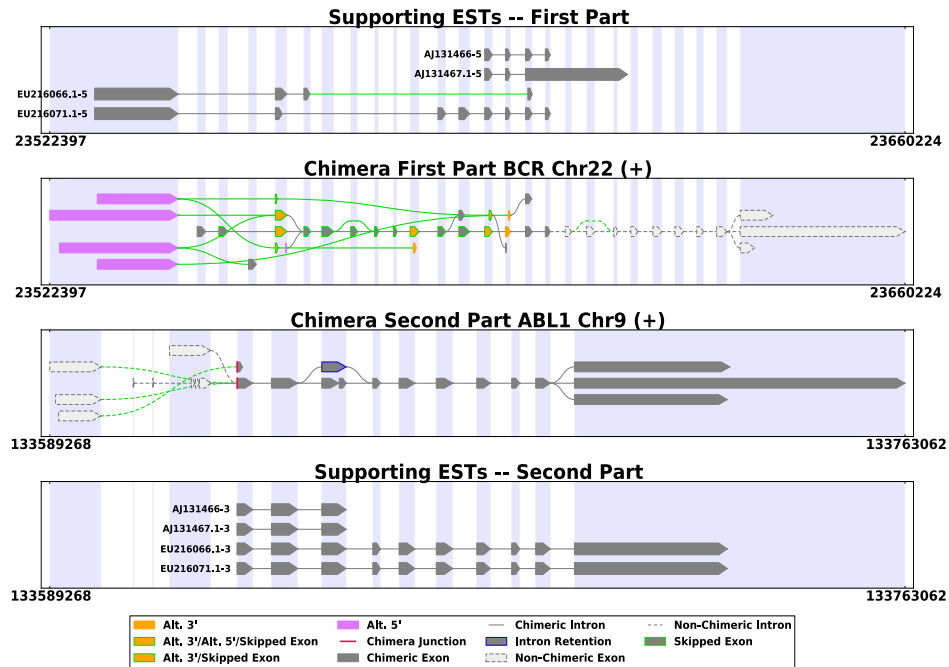 Supporting ESTs -- First Part
AJ131466-5
AJ131467.1-5
EU216066.1-5
EU216071.1-5
23522397 23660224
Chimera First Part BCR Chr22 (+)
23522397 23660224
Chimera Second Part ABL1 Chr9 (+)
133589268 133763062
Supporting ESTs -- Second Part
AJ131466-3
AJ131467.1-3
EU216066.1-3
EU216071.1-3
133589268 133763062
Alt. 3' Alt. 5' Chimeric Intron Non-Chimeric Intron
Alt. 3'/Alt. 5'/Skipped Exon Chimera Junction Intron Retention Skipped Exon
Alt. 3'/Skipped Exon Chimeric Exon Non-Chimeric Exon